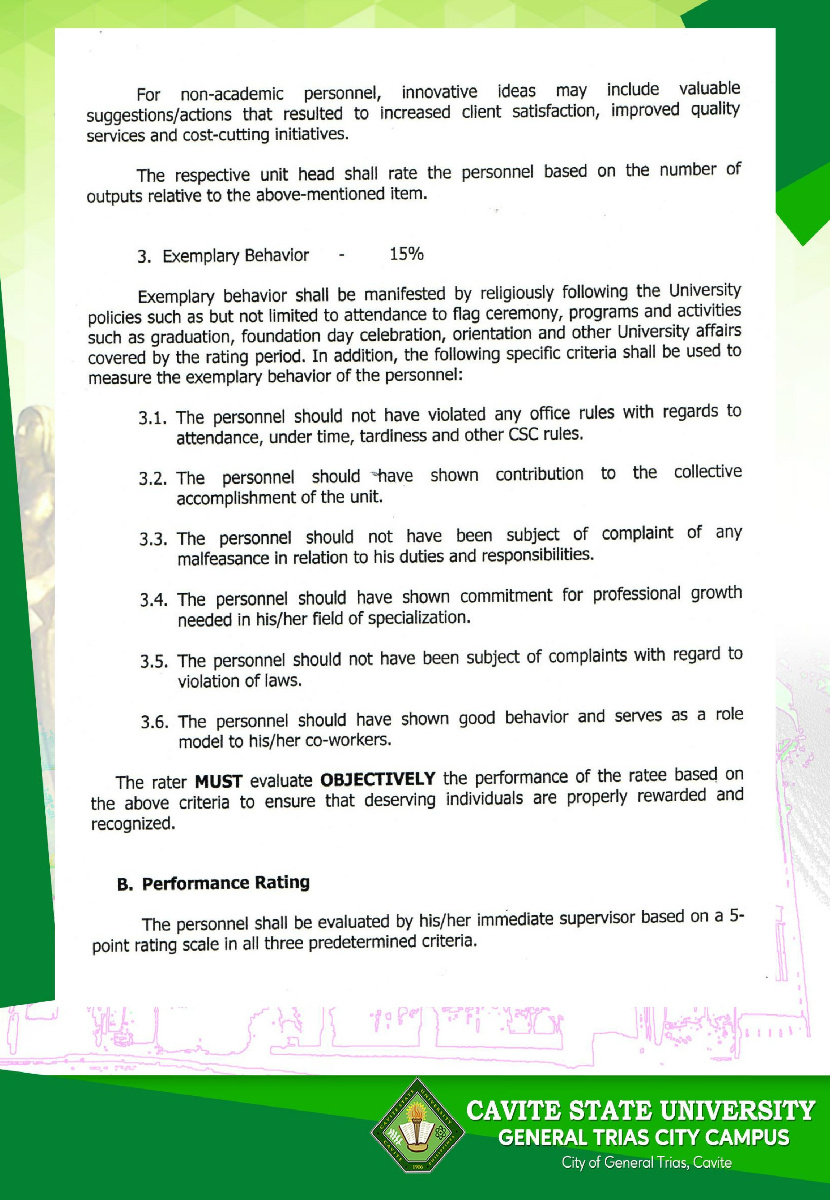 For non-academic personnel, innovative ideas may include valuable
suggestions/actions that resulted to increased client satisfaction, improved quality
services and cost-cutting initiatives.
The respective unit head shall rate the personnel based on the number of
outputs relative to the above-mentioned item.
3. Exemplary Behavior - 15%
Exemplary behavior shall be manifested by religiously following the University
policies such as but not limited to attendance to flag ceremony, programs and activities
such as graduation, foundation day celebration, orientation and other University affairs
covered by the rating period. In addition, the following specific criteria shall be used to
measure the exemplary behavior of the personnel:
3.1. The personnel should not have violated any office rules with regards to
attendance, under time, tardiness and other CSC rules.
3.2. The personnel should have shown contribution to the collective
accomplishment of the unit.
3.3. The personnel should not have been subject of complaint of any
malfeasance in relation to his duties and responsibilities.
3.4. The personnel should have shown commitment for professional growth
needed in his/her field of specialization.
3.5. The personnel should not have been subject of complaints with regard to
violation of laws.
3.6. The personnel should have shown good behavior and serves as a role
model to his/her co-workers.
The rater MUST evaluate OBJECTIVELY the performance of the ratee based on
the above criteria to ensure that deserving individuals are properly rewarded and
recognized.
B. Performance Rating
The personnel shall be evaluated by his/her immediate supervisor based on a 5-
point rating scale in all three predetermined criteria.
CAVITE STATE UNIVERSITY
GENERAL TRIAS CITY CAMPUS
City of General Trias, Cavite
1906